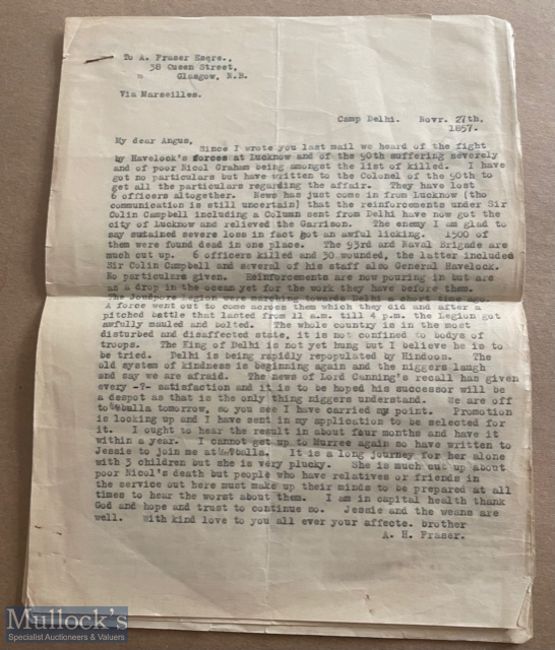 To A. Fraser Esqre.,
38 Queen Street,
Glasgow, N.B.
Via Marseilles.
Camp Delhi. Novr. 27th,
1857.
My dear Angus,
Since I wrote you last mail we heard of the fight
by Havelock's forces at Lucknow and of the 90th suffering severely
and of poor Nicol Graham being amongst the list of killed. I have
got no particulars but have written to the Colonel of the 90th to
get all the particulars regarding the affair. They have lost
6 officers altogether. News has just come in from Lucknow (tho
communication is still uncertain) that the reinforcements under Sir
Colin Campbell including a Column sent from Delhi have now got the
city of Lucknow and relieved the Garrison. The enemy I am glad to
say sustained severe loss in fact got an awful licking. 1500 of
them were found dead in one place. The 93rd and Naval Brigade are
much cut up. 6 officers killed and 30 wounded, the latter included
Sir Colin Campbell and several of his staff also General Havelock.
No particulars given. Reinforcements are now pouring in but are
as a drop in the ocean yet for the work they have before them.
The Joudpore Legion were marching towards Delhi a short time ago.
A force went out to come across them which they did and after a
pitched battle that lasted from 11 a.m. till 4 p.m. the Legion got
awfully mauled and bolted. The whole country is in the most
disturbed and disaffected state, it is not confined to bodys of
troops. The King of Delhi is not yet hung but I believe he is to
be tried. Delhi is being rapidly repopulated by Hindoos. The
old system of kindness is beginning again and the niggers laugh
and say we are afraid. The news of Lord Canning's recall has given
every -?- satisfaction and it is to be hoped his successor will be
a despot as that is the only thing niggers understand. We are off
to Umbulla tomorrow, so you see I have carried my point. Promotion
is looking up and I have sent in my application to be selected for
it. I ought to hear the result in about four months and have it
within a year. I cannot get up to Murree again so have written to
Jessie to join me at Umballa. It is a long journey for her alone
with 3 children but she is very plucky. She is much cut up about
poor Nicol's death but people who have relatives or friends in
the service out here must make up their minds to be prepared at all
times to hear the worst about them. I am in capital health thank
God and hope and trust to continue so. Jessie and the weans are
well. With kind love to you all ever your affecte. brother
A. H. Fraser.
Mullock's
Specialist Auctioneers & Valuers